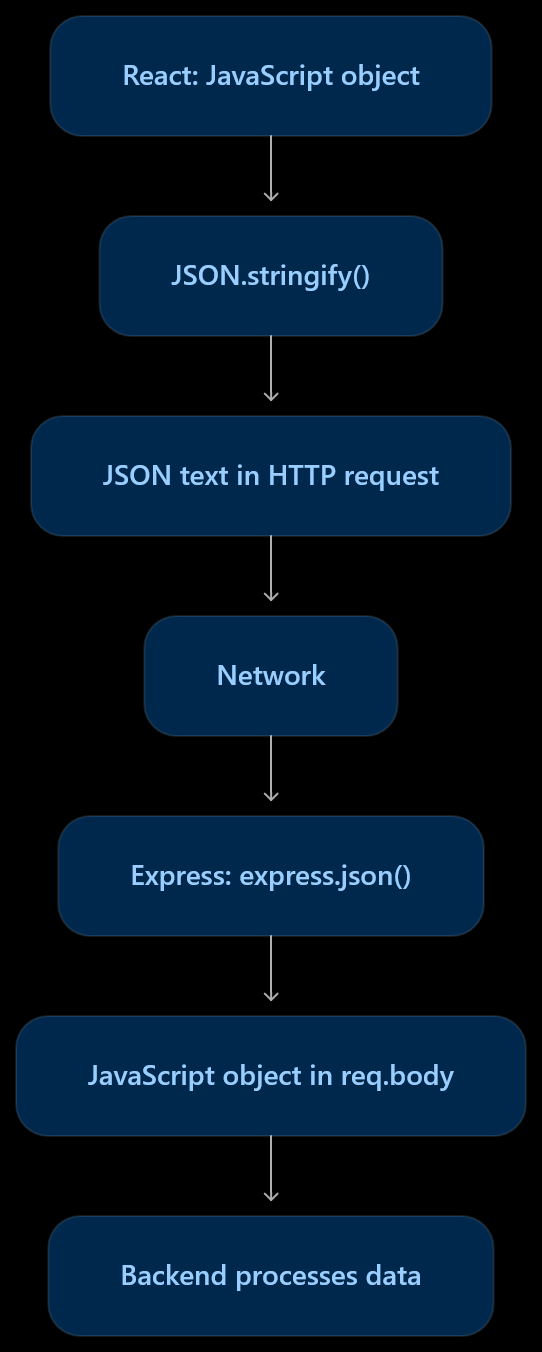 React: JavaScript object
JSON.stringify()
JSON text in HTTP request
Network
Express: express.json()
JavaScript object in req.body
Backend processes data